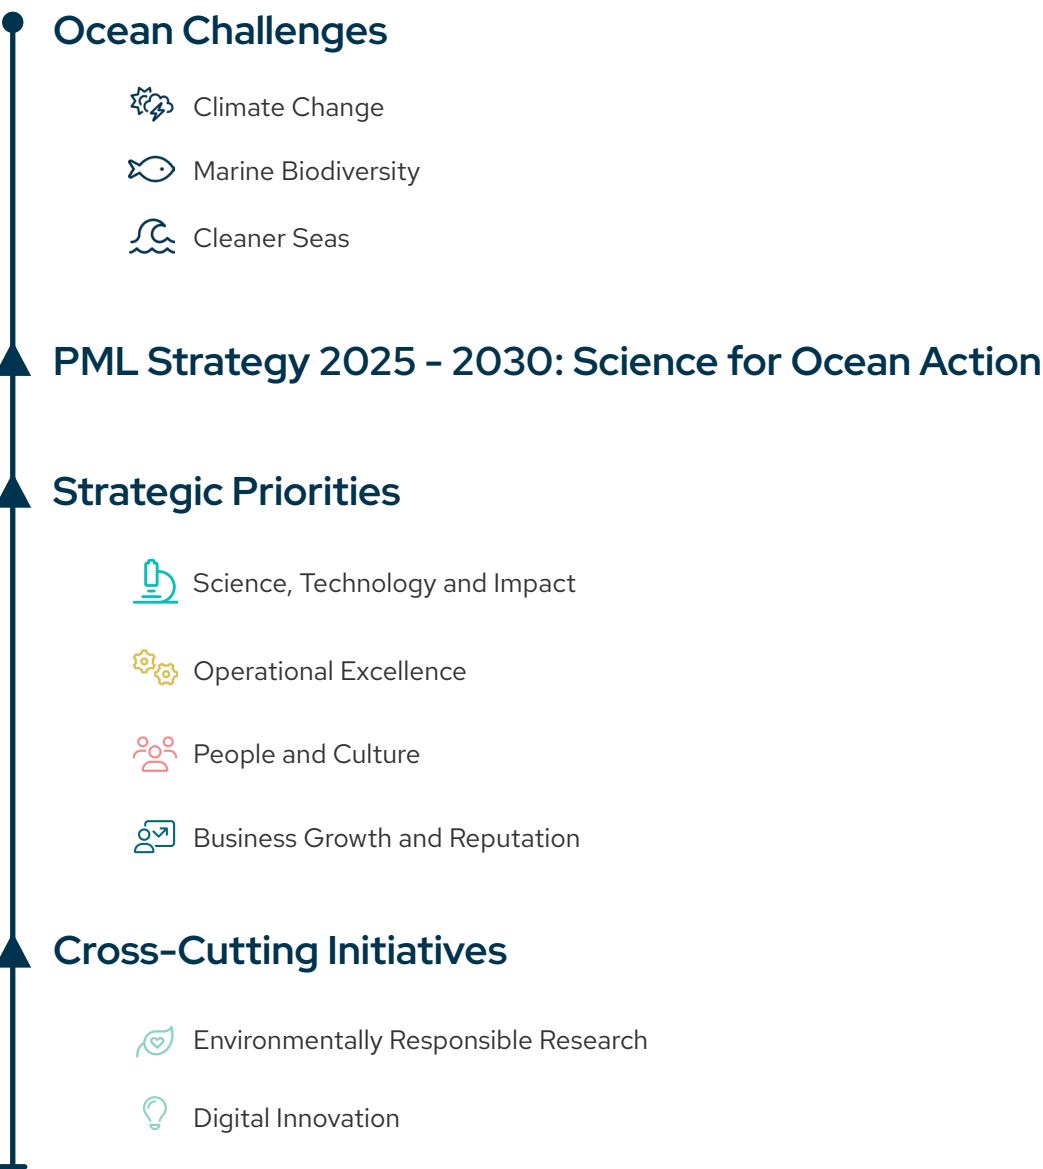 Ocean Challenges
Climate Change
Marine Biodiversity
Cleaner Seas
PML Strategy 2025 - 2030: Science for Ocean Action
Strategic Priorities
Science, Technology and Impact
Operational Excellence
People and Culture
Business Growth and Reputation
Cross-Cutting Initiatives
Environmentally Responsible Research
Digital Innovation